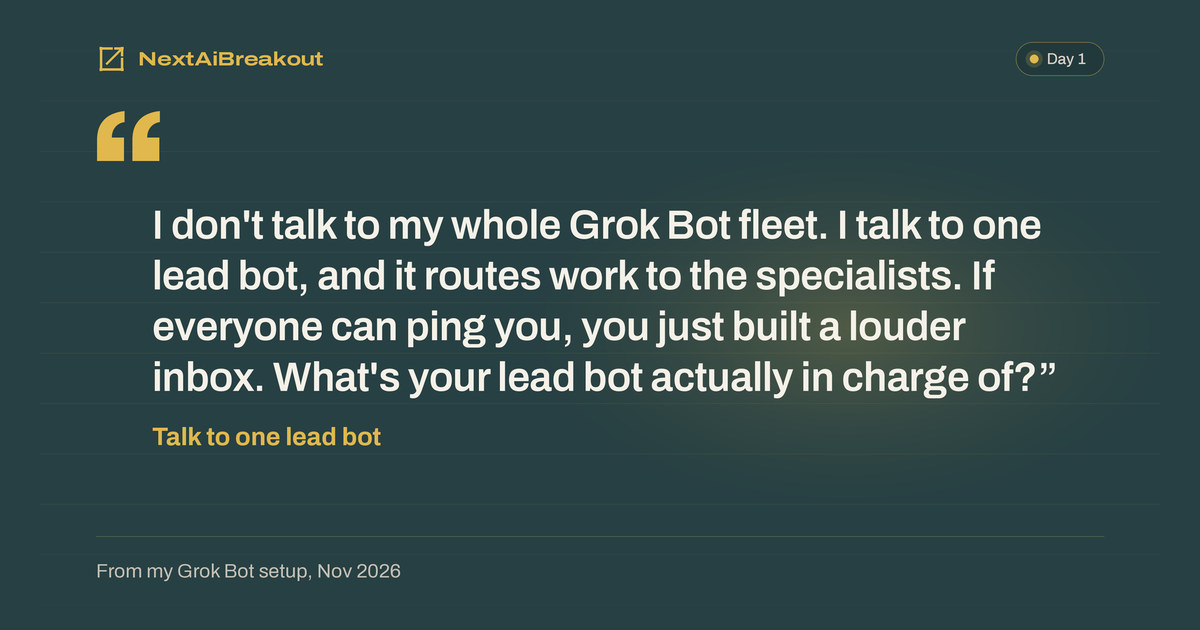 NextAiBreakout
Day 1
“
I don't talk to my whole Grok Bot fleet. I talk to one
lead bot, and it routes work to the specialists. If
everyone can ping you, you just built a louder
inbox. What's your lead bot actually in charge of?”
Talk to one lead bot
From my Grok Bot setup, Nov 2026